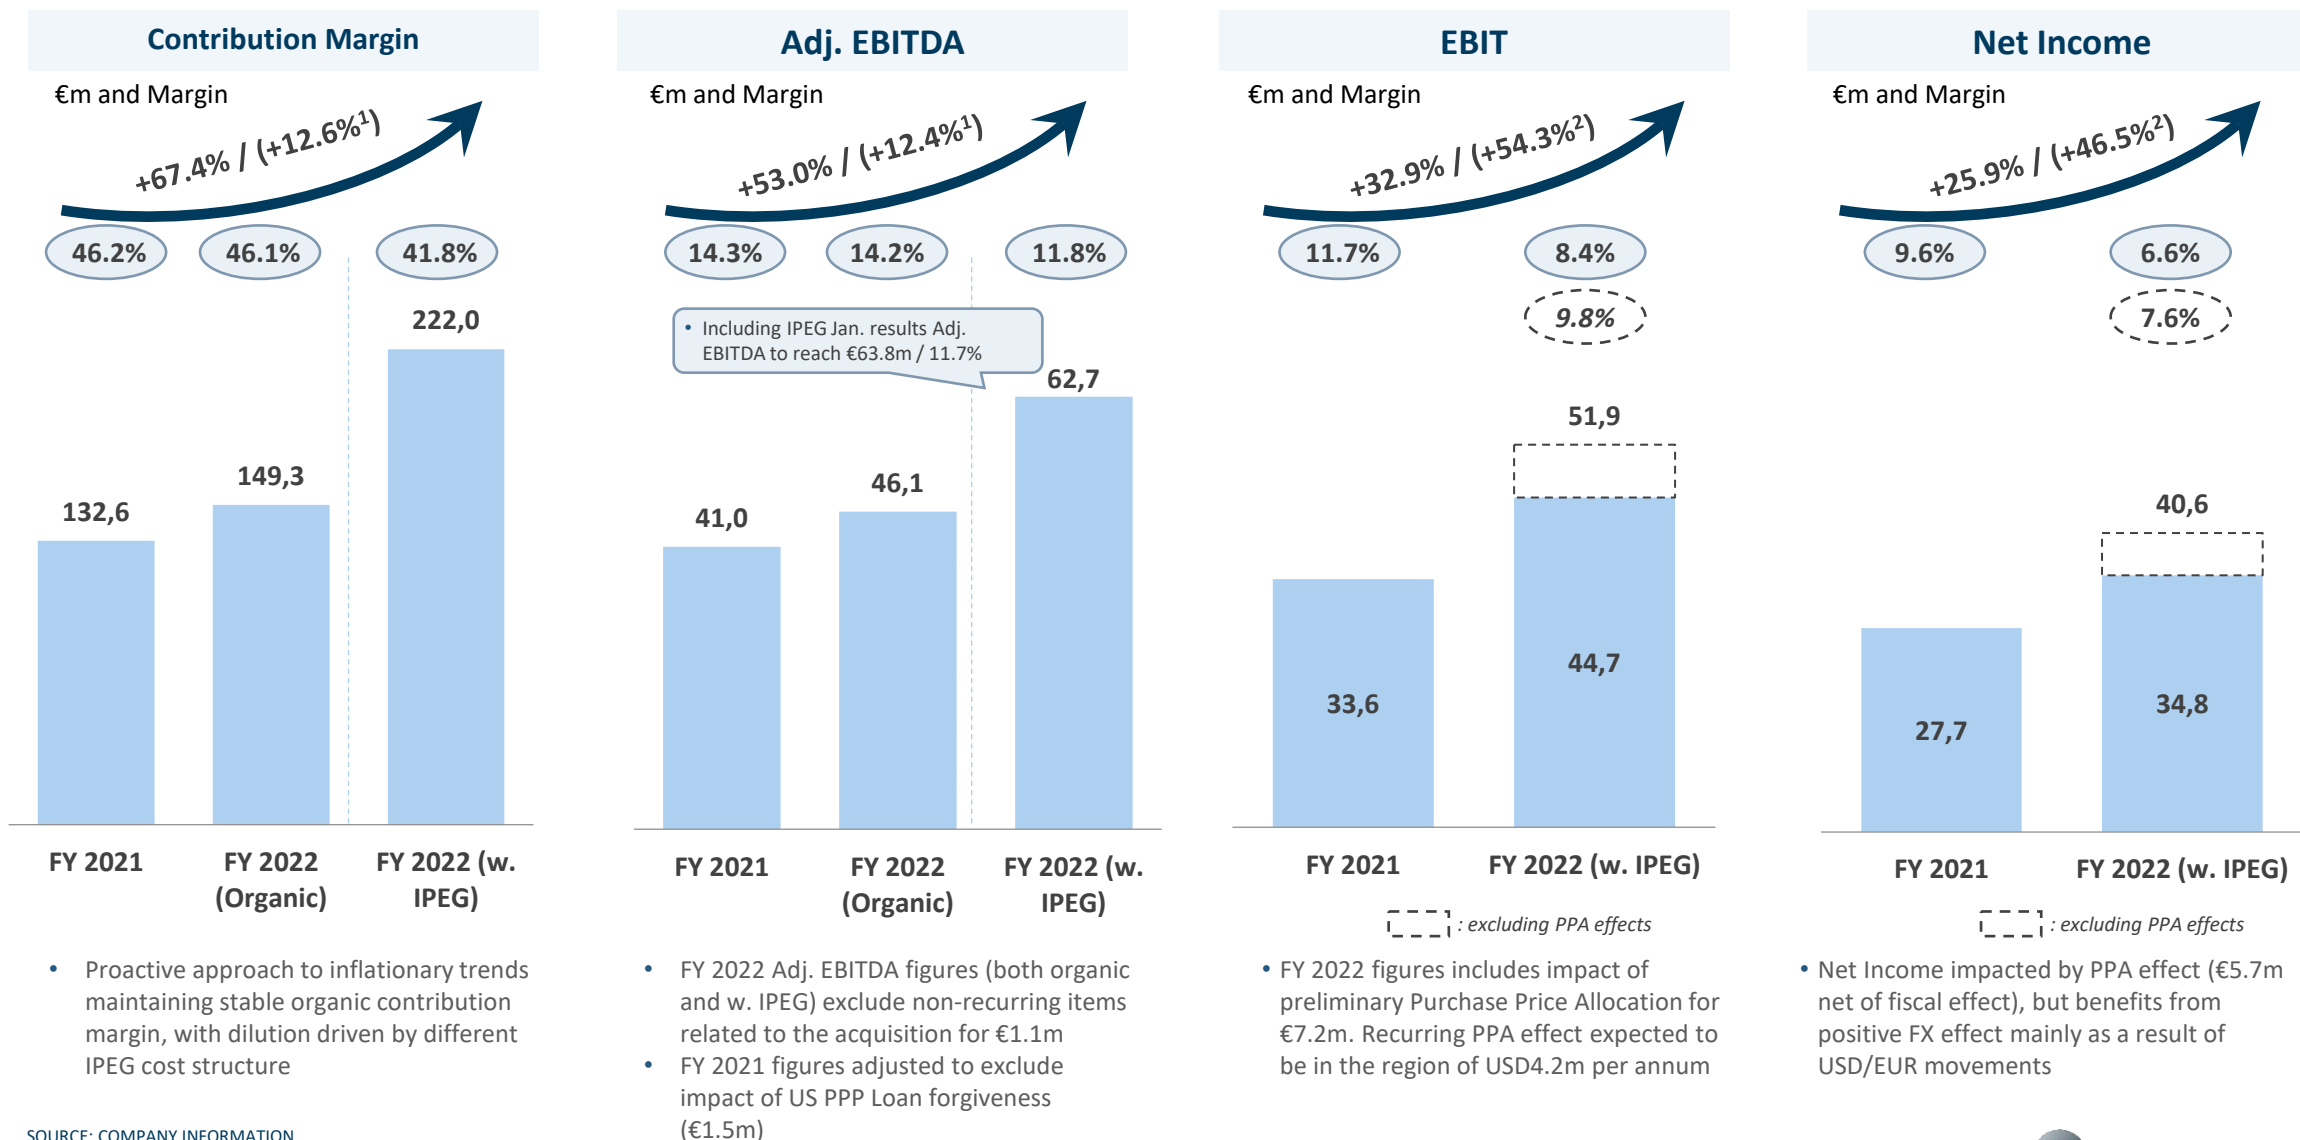 Contribution Margin
€m and Margin
+67.4% / (+12.6%¹)
46.2%
46.1%
41.8%
222,0
149,3
132,6
FY 2021
FY 2022
(Organic)
FY 2022 (w.
IPEG)
• Proactive approach to inflationary trends
maintaining stable organic contribution
margin, with dilution driven by different
IPEG cost structure
Adj. EBITDA
€m and Margin
+53.0% / (+12.4%¹)
14.3%
14.2%
11.8%
• Including IPEG Jan. results Adj.
EBITDA to reach €63.8m / 11.7%
62,7
46,1
41,0
FY 2021
FY 2022
(Organic)
FY 2022 (w.
IPEG)
• FY 2022 Adj. EBITDA figures (both organic
and w. IPEG) exclude non-recurring items
related to the acquisition for €1.1m
• FY 2021 figures adjusted to exclude
impact of US PPP Loan forgiveness
(€1.5m)
EBIT
€m and Margin
+32.9% / (+54.3%²)
11.7%
8.4%
9.8%
51,9
44,7
33,6
FY 2021
FY 2022 (w. IPEG)
: excluding PPA effects
• FY 2022 figures includes impact of
preliminary Purchase Price Allocation for
€7.2m. Recurring PPA effect expected to
be in the region of USD4.2m per annum
Net Income
€m and Margin
+25.9% / (+46.5%²)
9.6%
6.6%
7.6%
40,6
34,8
27,7
FY 2021
FY 2022 (w. IPEG)
: excluding PPA effects
• Net Income impacted by PPA effect (€5.7m
net of fiscal effect), but benefits from
positive FX effect mainly as a result of
USD/EUR movements
SOURCE: COMPANY INFORMATION